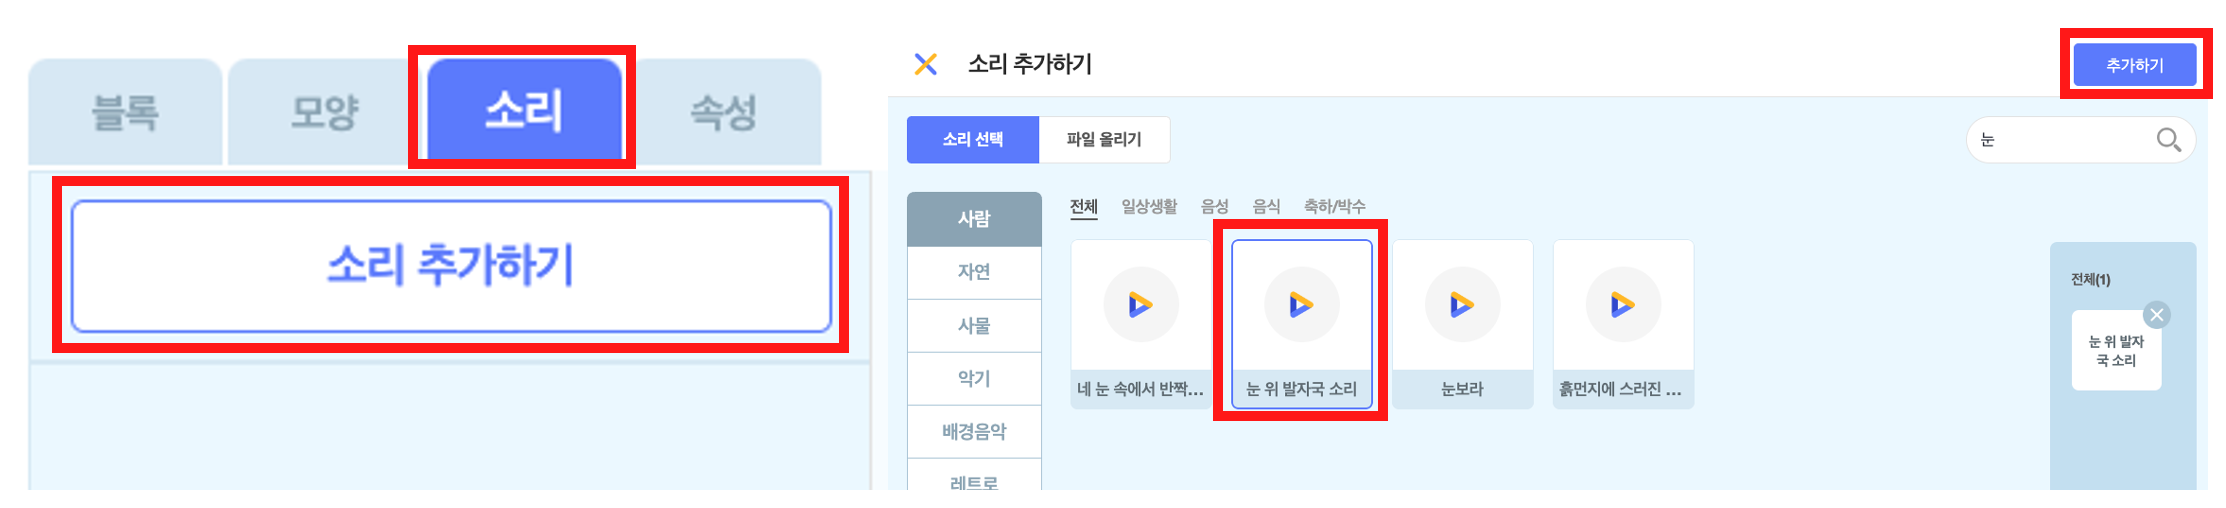 블록
모양
소리
속성
소리 추가하기
소리 추가하기
추가하기
소리 선택
파일 올리기
눈
사람
자연
사물
악기
배경음악
레트로
전체
일상생활
음성
음식
축하/박수
네 눈 속에서 반짝...
눈 위 발자국 소리
눈보라
흙먼지에 스러진 ...
전체(1)
눈 위 발자
국 소리